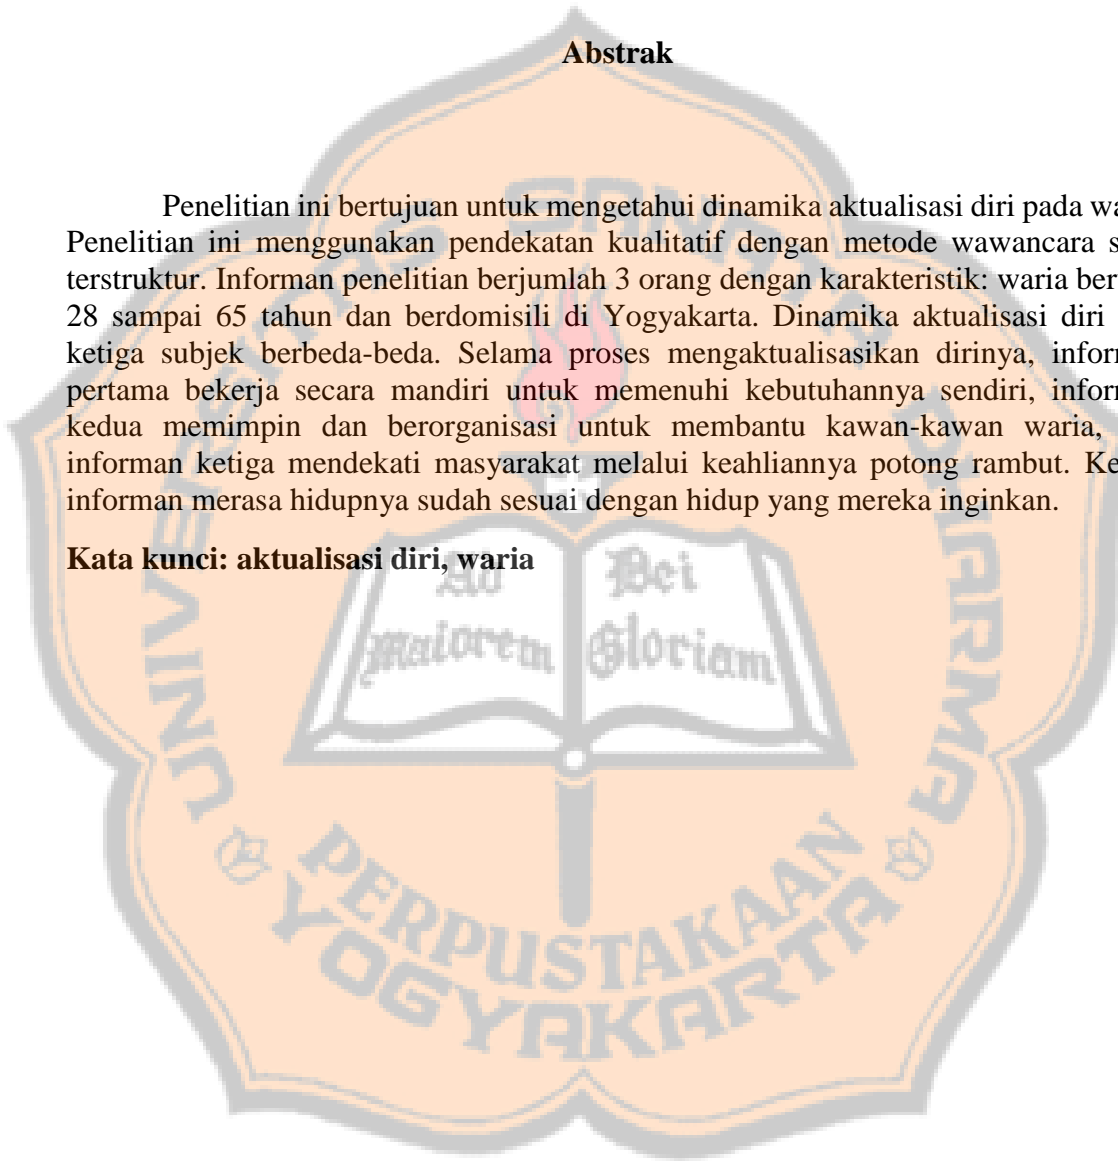 Abstrak
Penelitian ini bertujuan untuk mengetahui dinamika aktualisasi diri pada wa
Penelitian ini menggunakan pendekatan kualitatif dengan metode wawancara s
terstruktur. Informan penelitian berjumlah 3 orang dengan karakteristik: waria ber
28 sampai 65 tahun dan berdomisili di Yogyakarta. Dinamika aktualisasi diri
ketiga subjek berbeda-beda. Selama proses mengaktualisasikan dirinya, infor
pertama bekerja secara mandiri untuk memenuhi kebutuhannya sendiri, infor
kedua memimpin dan berorganisasi untuk membantu kawan-kawan waria,
informan ketiga mendekati masyarakat melalui keahliannya potong rambut. Ke
informan merasa hidupnya sudah sesuai dengan hidup yang mereka inginkan.
Kata kunci: aktualisasi diri, waria
UNIVERSITAS SANATA DHARMA
Ad Dei
maiorem Gloriam
PERPUSTAKAAN
YOGYAKARTA